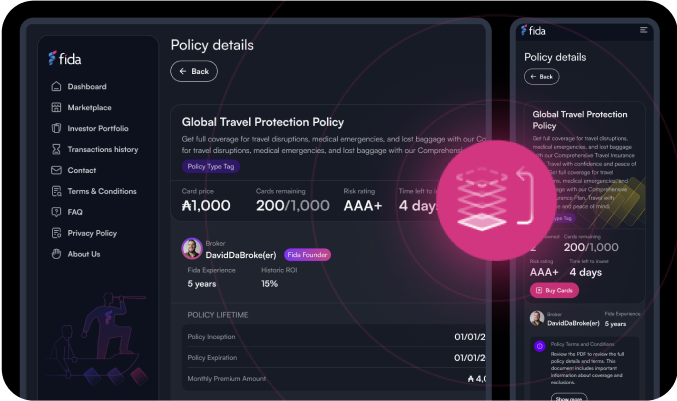 fida
Dashboard
Marketplace
Investor Portfolio
Transactions history
Contact
Terms & Conditions
FAQ
Privacy Policy
About Us
Policy details
← Back
Global Travel Protection Policy
Get full coverage for travel disruptions, medical emergencies, and lost baggage with our Co
for travel disruptions, medical emergencies, and lost baggage with our Comprehens
Policy Type Tag
Card price
₳1,000
Cards remaining
200/1,000
Risk rating
AAA+
Time left to i
4 days
Broker
DavidDaBroke(er)
Fida Founder
Fida Experience
5 years
Historic ROI
15%
POLICY LIFETIME
Policy Inception
01/01/2
Policy Expiration
01/01/2
Monthly Premium Amount
₳ 4,0
fida
Policy details
← Back
Global Travel Protection
Policy
Get full coverage for travel disruptions,
medical emergencies, and lost baggage
with our Comprehensive Travel Insurance
Travel with confidence and peace of
Get full coverage for travel
medical emergencies, and lost
with our Comprehensive
Plan. Travel with
and peace of mind.
Type Tag
Cards remaining
200/1,000
Risk rating
AAA+
Time left to invest
4 days
Buy Cards
Broker
DavidDaBroke(er)
Fida Experience
5 years
Policy Terms and Conditions
Review the PDF to review the full
policy details and terms. This
document includes important
information about coverage and
exclusions.
Show more